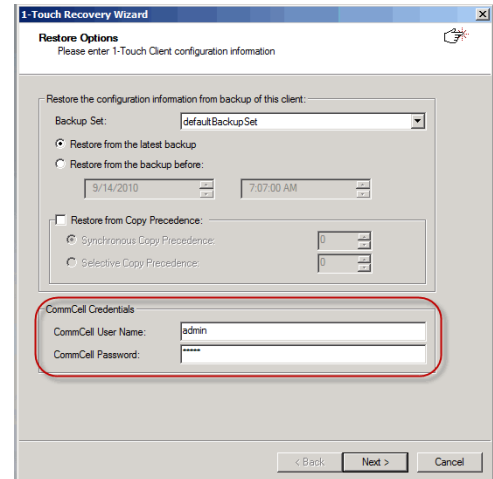 1-Touch Recovery Wizard
Restore Options
Please enter 1-Touch Client configuration information
Restore the configuration information from backup of this client:
Backup Set: defaultBackupSet
Restore from the latest backup
Restore from the backup before:
9/14/2010 7:07:00 AM
Restore from Copy Precedence:
Synchronous Copy Precedence: 0
Selective Copy Precedence: 0
CommCell Credentials
CommCell User Name: admin
CommCell Password: *****
< Back Next > Cancel